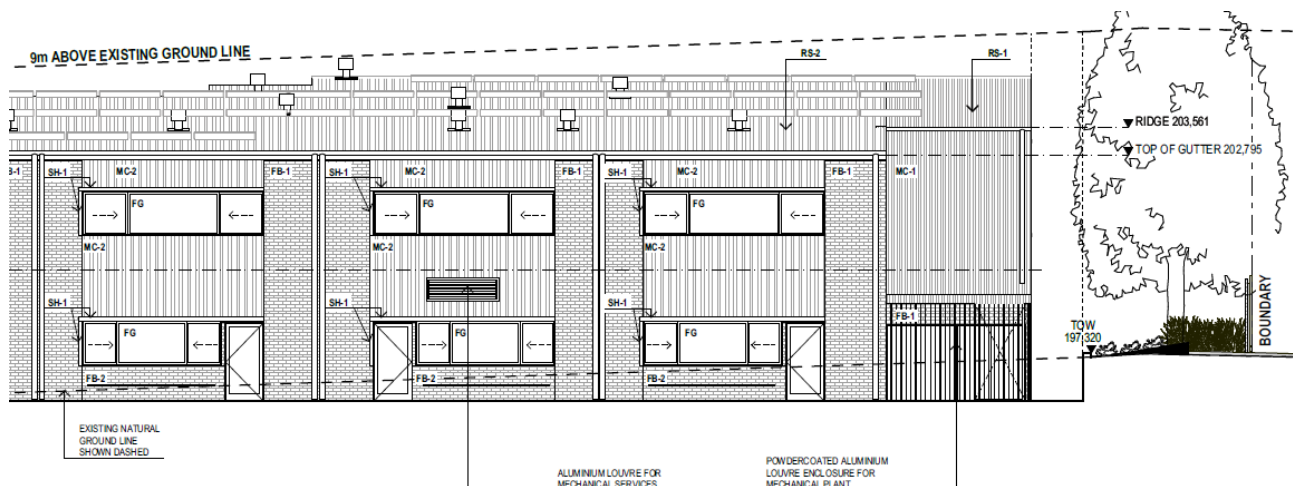 9m ABOVE EXISTING GROUND LINE
RS-2
RS-1
RIDGE 203,561
TOP OF GUTTER 202,795
SH-1
MC-2
FB-1
SH-1
MC-2
FB-1
SH-1
MC-2
FB-1
MC-1
FG
FG
FG
MC-2
MC-2
MC-2
SH-1
SH-1
SH-1
FB-1
FG
FG
FG
TOW
197,320
BOUNDARY
FB-2
FB-2
FB-2
EXISTING NATURAL
GROUND LINE
SHOWN DASHED
ALUMINIUM LOUVRE FOR
MECHANICAL SERVICES
POWDERCOATED ALUMINIUM
LOUVRE ENCLOSURE FOR
MECHANICAL PLANT